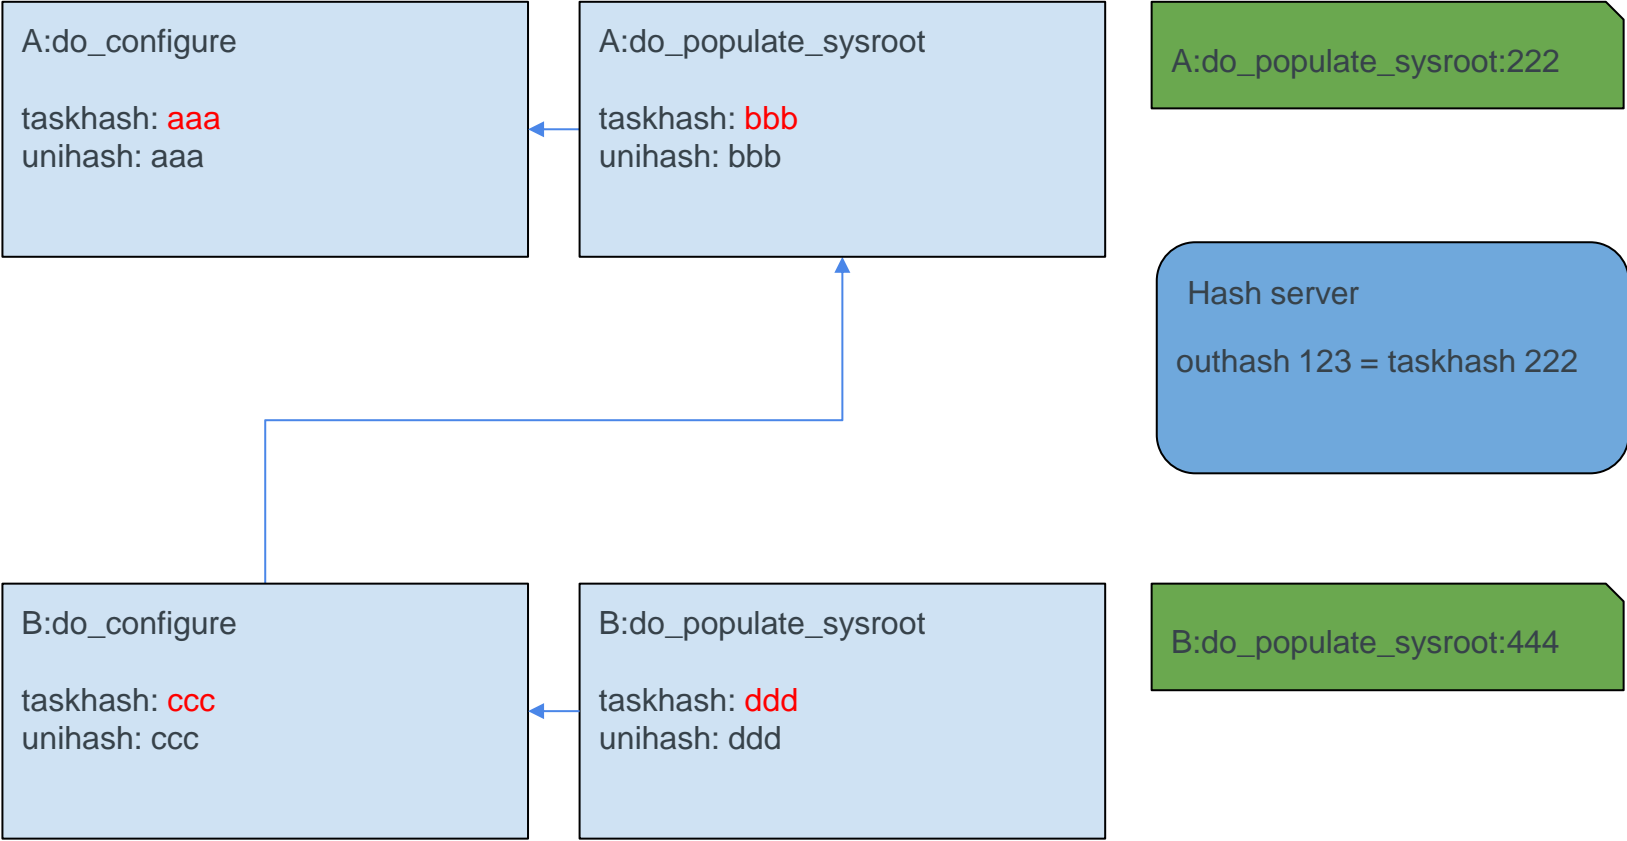 A:do_configure
taskhash: aaa
unihash: aaa
A:do_populate_sysroot
taskhash: bbb
unihash: bbb
A:do_populate_sysroot:222
Hash server
outhash 123 = taskhash 222
B:do_configure
taskhash: ccc
unihash: ccc
B:do_populate_sysroot
taskhash: ddd
unihash: ddd
B:do_populate_sysroot:444